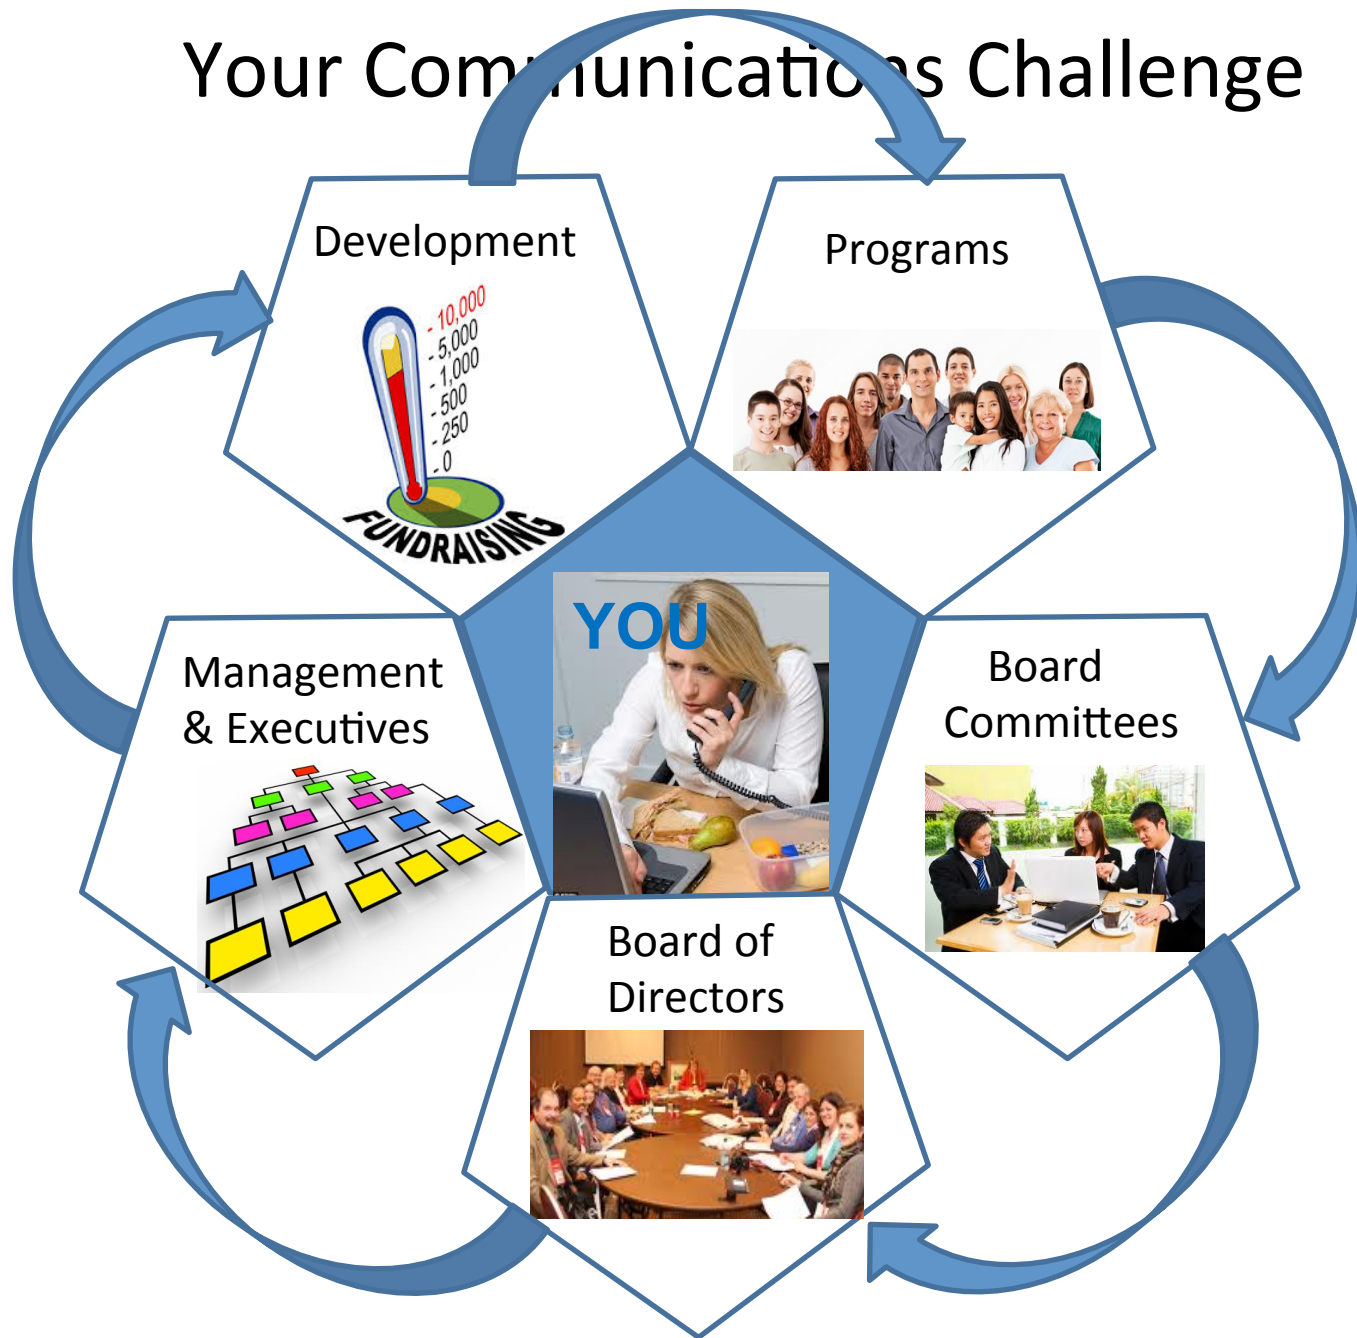 Your Communications Challenge
Development
- 10,000
- 5,000
- 1,000
- 500
- 250
- 0
FUNDRAISING
Programs
YOU
Management
& Executives
Board
Committees
Board of
Directors